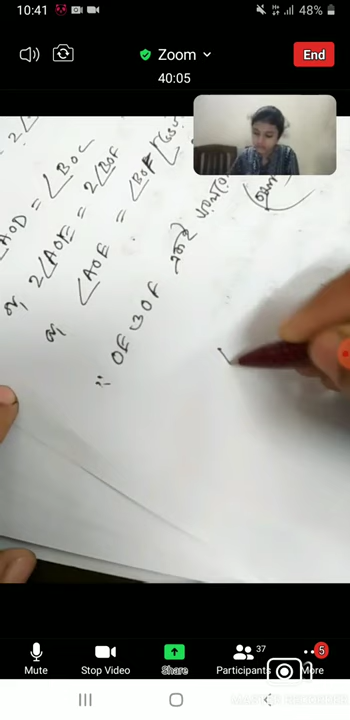 10:41
48%
Zoom
End
40:05
∠AOD = ∠BOC
বা, 2∠AOE = 2∠BOF
বা, ∠AOE = ∠BOF
∴ OE ও OF একই
Mute
Stop Video
Share
37
Participants
5
More